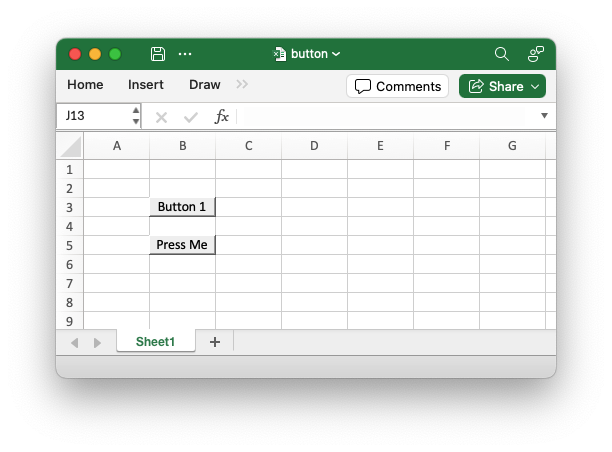 button
Home Insert Draw Comments Share
J13 fx
A B C D E F G
1
2
3 Button 1
4
5 Press Me
6
7
8
9
Sheet1